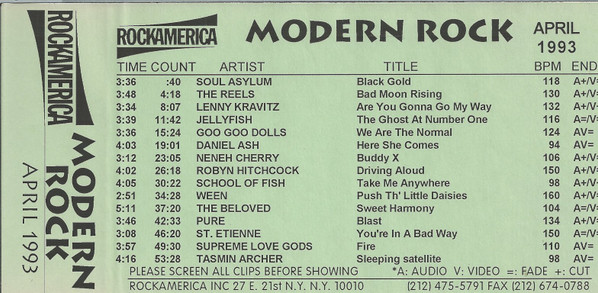 ROCKAMERICA
MODERN ROCK
APRIL 1993
ROCKAMERICA MODERN ROCK APRIL
1993
TIME COUNT ARTIST TITLE BPM END
3:36 :40 SOUL ASYLUM Black Gold 118 A+/V=
3:48 4:18 THE REELS Bad Moon Rising 130 A+/V+
3:34 8:07 LENNY KRAVITZ Are You Gonna Go My Way 132 A+/V+
3:39 11:42 JELLYFISH The Ghost At Number One 116 A=/V+
3:36 15:24 GOO GOO DOLLS We Are The Normal 124 AV=
4:03 19:01 DANIEL ASH Here She Comes 94 AV=
3:12 23:05 NENEH CHERRY Buddy X 106 A+/V=
4:02 26:18 ROBYN HITCHCOCK Driving Aloud 150 A+/V=
4:05 30:22 SCHOOL OF FISH Take Me Anywhere 98 A+/V=
2:51 34:28 WEEN Push Th' Little Daisies 160 A+/V=
5:11 37:20 THE BELOVED Sweet Harmony 104 A=/V+
3:46 42:33 PURE Blast 134 A+/V=
3:08 46:20 ST. ETIENNE You're In A Bad Way 150 A=/V+
3:57 49:30 SUPREME LOVE GODS Fire 110 AV=
4:16 53:28 TASMIN ARCHER Sleeping satellite 98 AV=
PLEASE SCREEN ALL CLIPS BEFORE SHOWING *A: AUDIO V: VIDEO =: FADE +: CUT
ROCKAMERICA INC 27 E. 21st N.Y. N.Y. 10010 (212) 475-5791 FAX (212) 674-0788